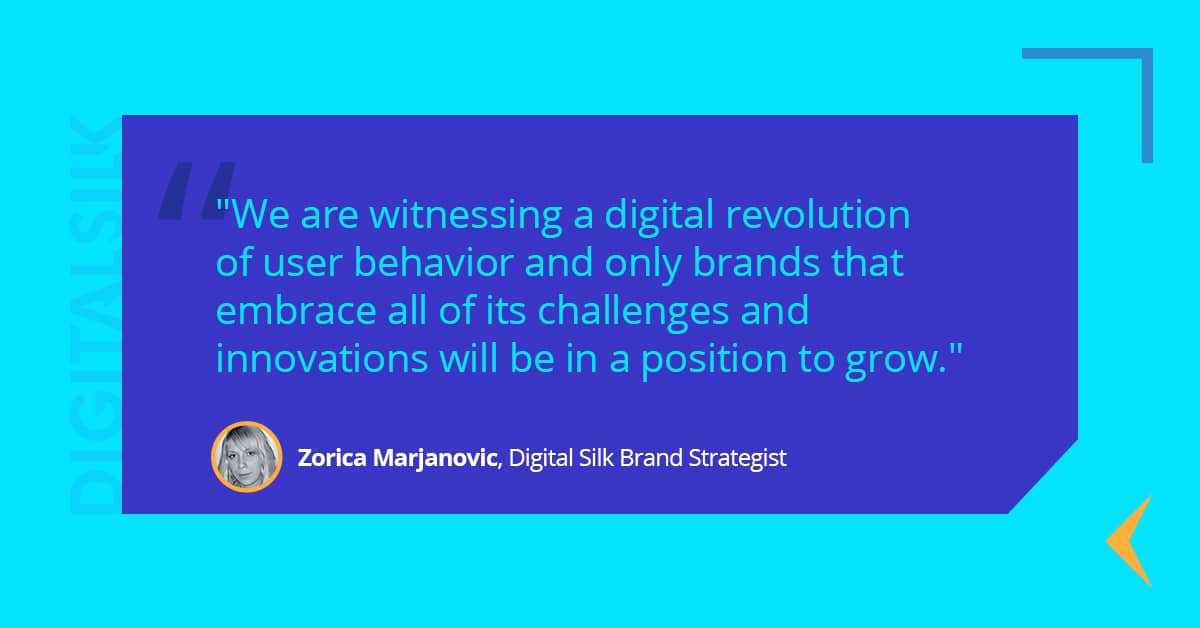 DIGITALSILK
“
"We are witnessing a digital revolution
of user behavior and only brands that
embrace all of its challenges and
innovations will be in a position to grow."
Zorica Marjanovic, Digital Silk Brand Strategist